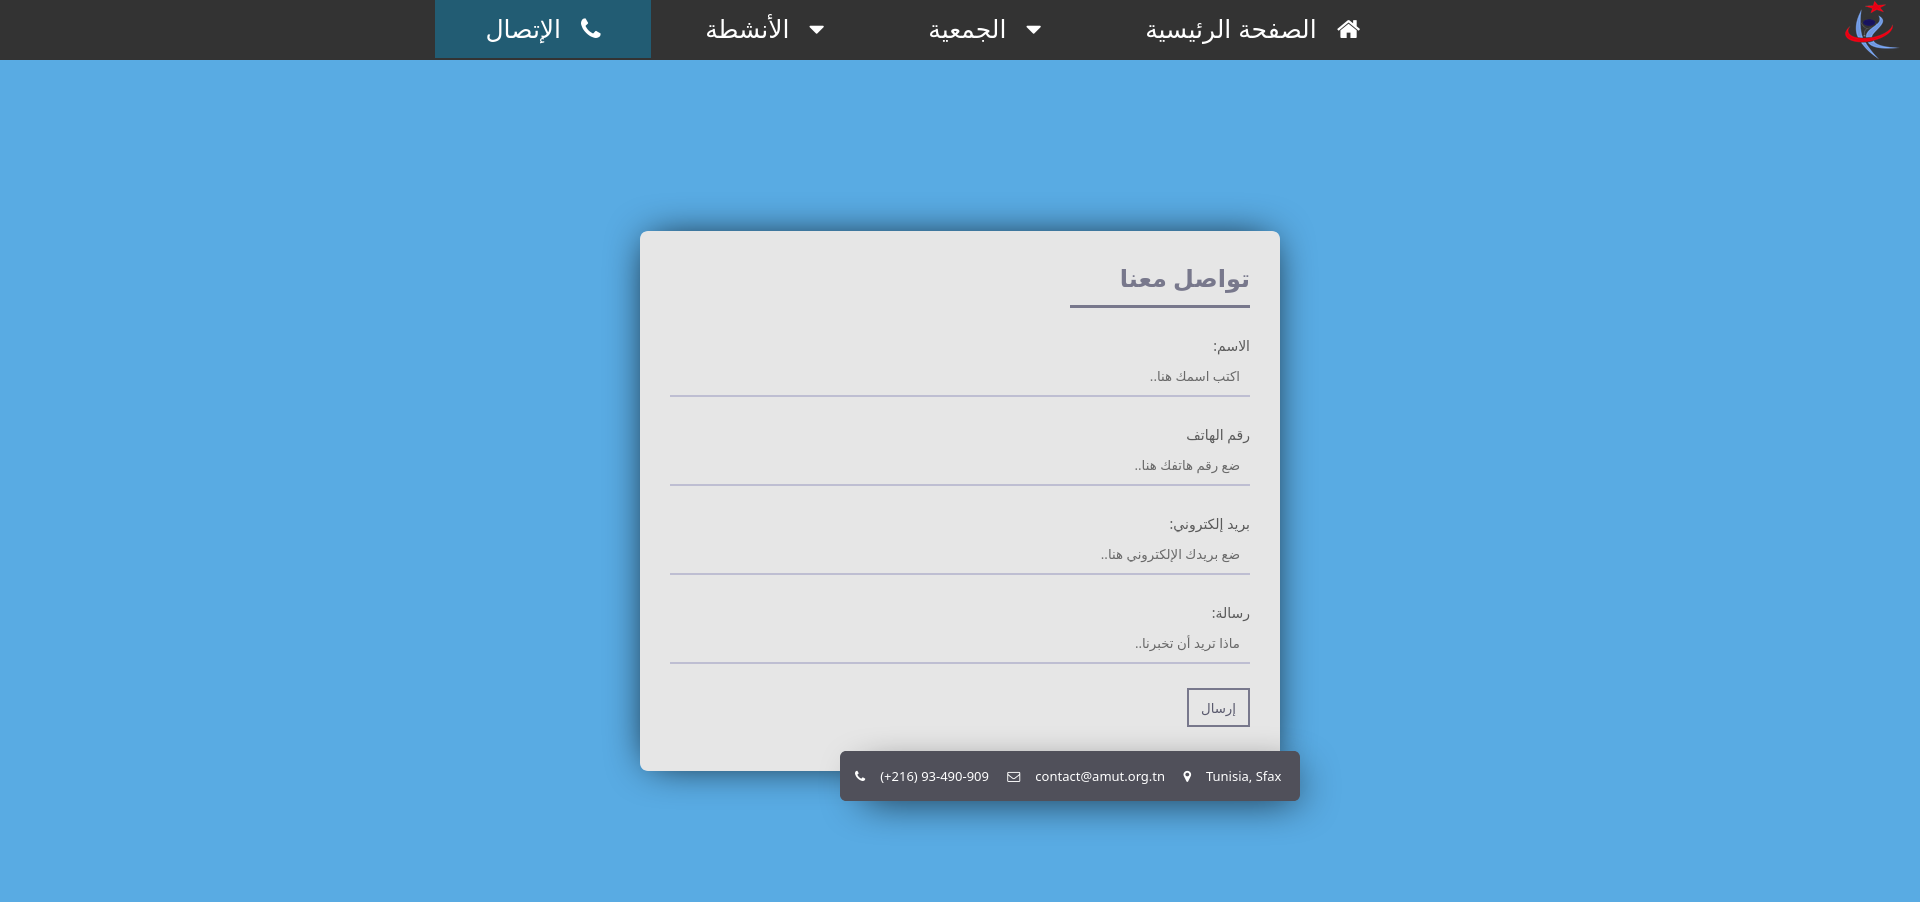 الصفحة الرئيسية
الجمعية
الأنشطة
الإتصال
تواصل معنا
الاسم:
اكتب اسمك هنا..
رقم الهاتف
ضع رقم هاتفك هنا..
بريد إلكتروني:
ضع بريدك الإلكتروني هنا..
رسالة:
ماذا تريد أن تخبرنا..
إرسال
(+216) 93-490-909 contact@amut.org.tn Tunisia, Sfax